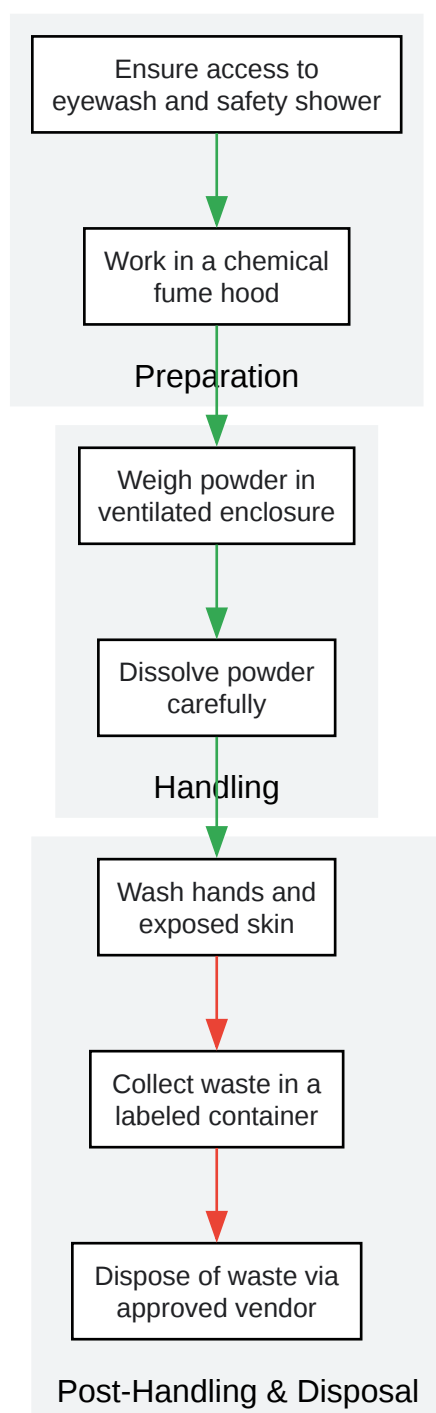 Ensure access to
eyewash and safety shower
Work in a chemical
fume hood
Preparation
Weigh powder in
ventilated enclosure
Dissolve powder
carefully
Handling
Wash hands and
exposed skin
Collect waste in a
labeled container
Dispose of waste via
approved vendor
Post-Handling & Disposal